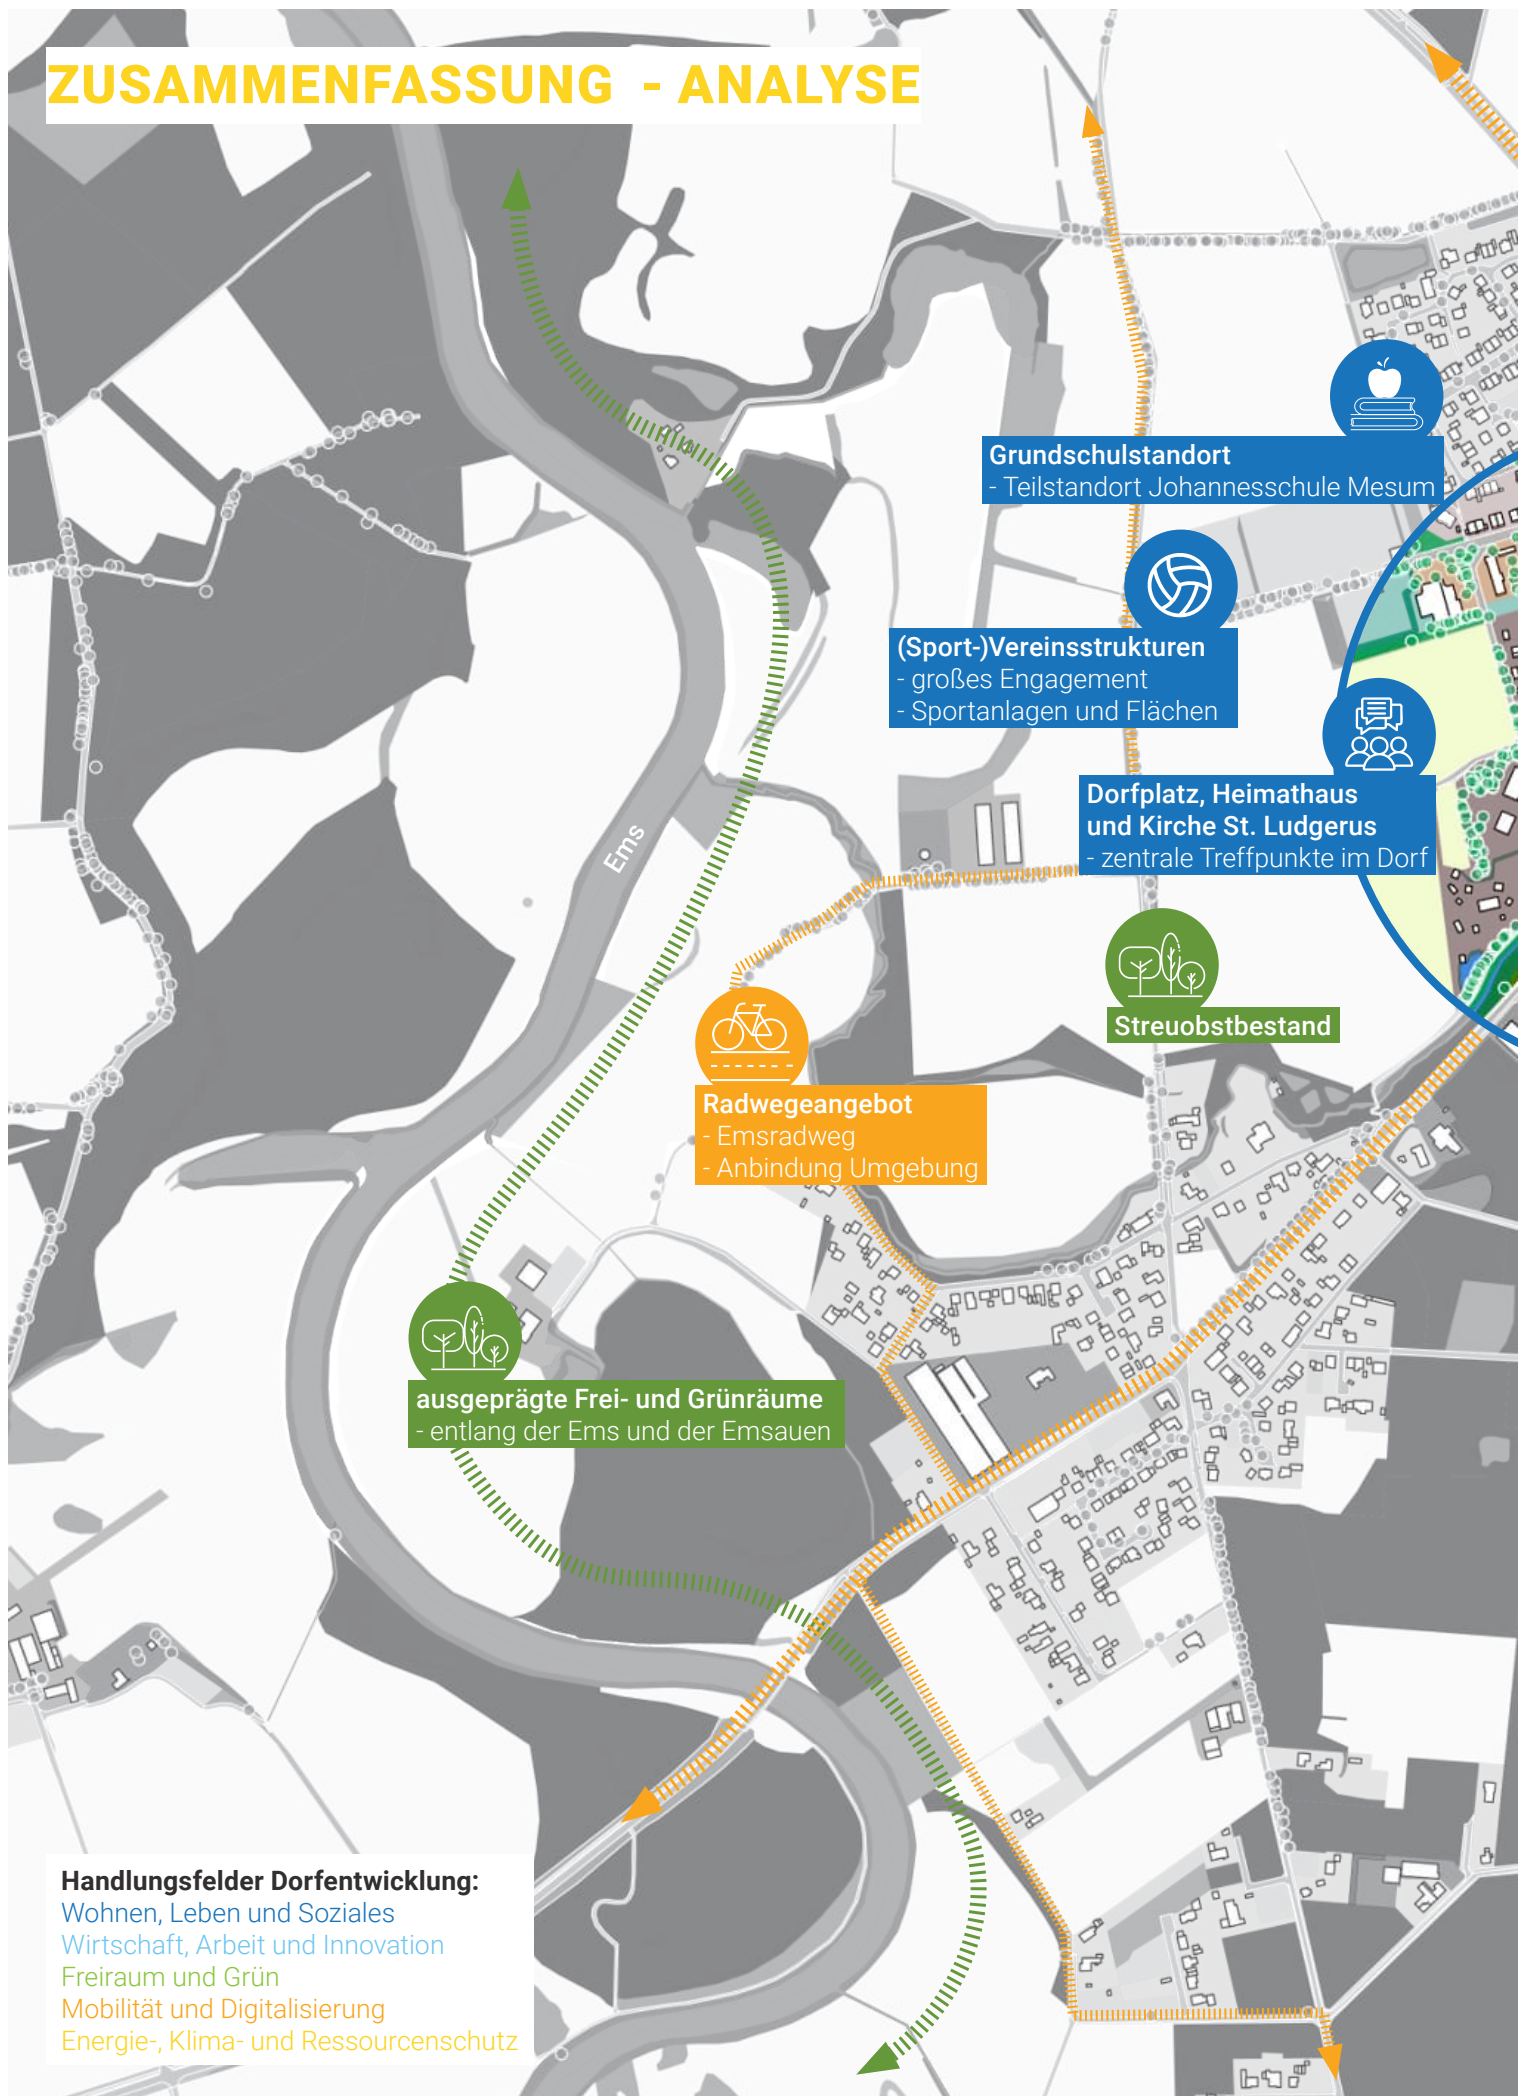 ZUSAMMENFASSUNG - ANALYSE
Grundschulstandort
- Teilstandort Johannesschule Mesum
(Sport-)Vereinsstrukturen
- großes Engagement
- Sportanlagen und Flächen
Dorfplatz, Heimathaus
und Kirche St. Ludgerus
- zentrale Treffpunkte im Dorf
Ems
Streuobstbestand
Radwegeangebot
- Emsradweg
- Anbindung Umgebung
ausgeprägte Frei- und Grünräume
- entlang der Ems und der Emsauen
Handlungsfelder Dorfentwicklung:
Wohnen, Leben und Soziales
Wirtschaft, Arbeit und Innovation
Freiraum und Grün
Mobilität und Digitalisierung
Energie-, Klima- und Ressourcenschutz